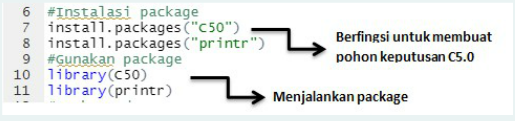 6 #Instalasi package
7 install.packages("C50")
8 install.packages("printr")
9 #Gunakan package
10 library(C50)
11 library(printr)
Berfingsi untuk membuat
pohon keputusan C5.0
Menjalankan package